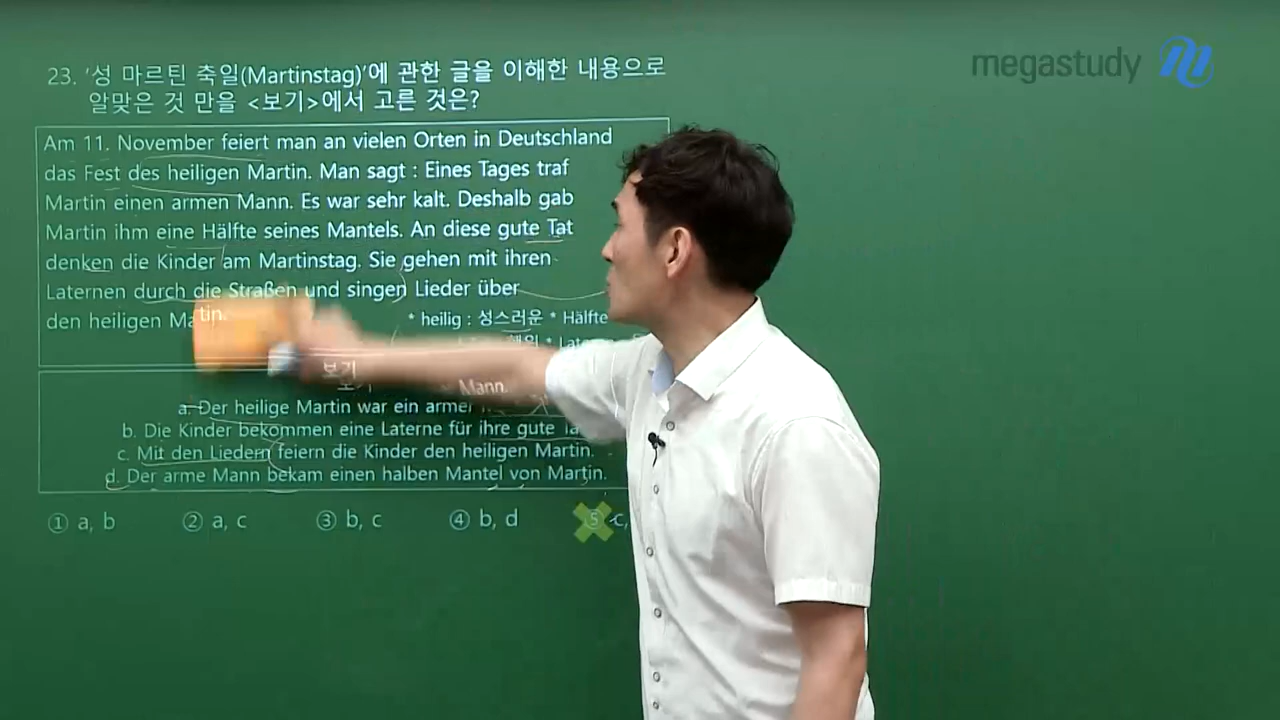 megastudy
23. '성 마르틴 축일(Martinstag)'에 관한 글을 이해한 내용으로
알맞은 것 만을 <보기>에서 고른 것은?
Am 11. November feiert man an vielen Orten in Deutschland
das Fest des heiligen Martin. Man sagt : Eines Tages traf
Martin einen armen Mann. Es war sehr kalt. Deshalb gab
Martin ihm eine Hälfte seines Mantels. An diese gute Tat
denken die Kinder am Martinstag. Sie gehen mit ihren
Laternen durch die Straßen und singen Lieder über
den heiligen Martin.
* heilig : 성스러운 * Hälfte
보기
a. Der heilige Martin war ein armer Mann.
b. Die Kinder bekommen eine Laterne für ihre gute
c. Mit den Liedern feiern die Kinder den heiligen Martin.
d. Der arme Mann bekam einen halben Mantel von Martin.
① a, b ② a, c ③ b, c ④ b, d ⑤ c,